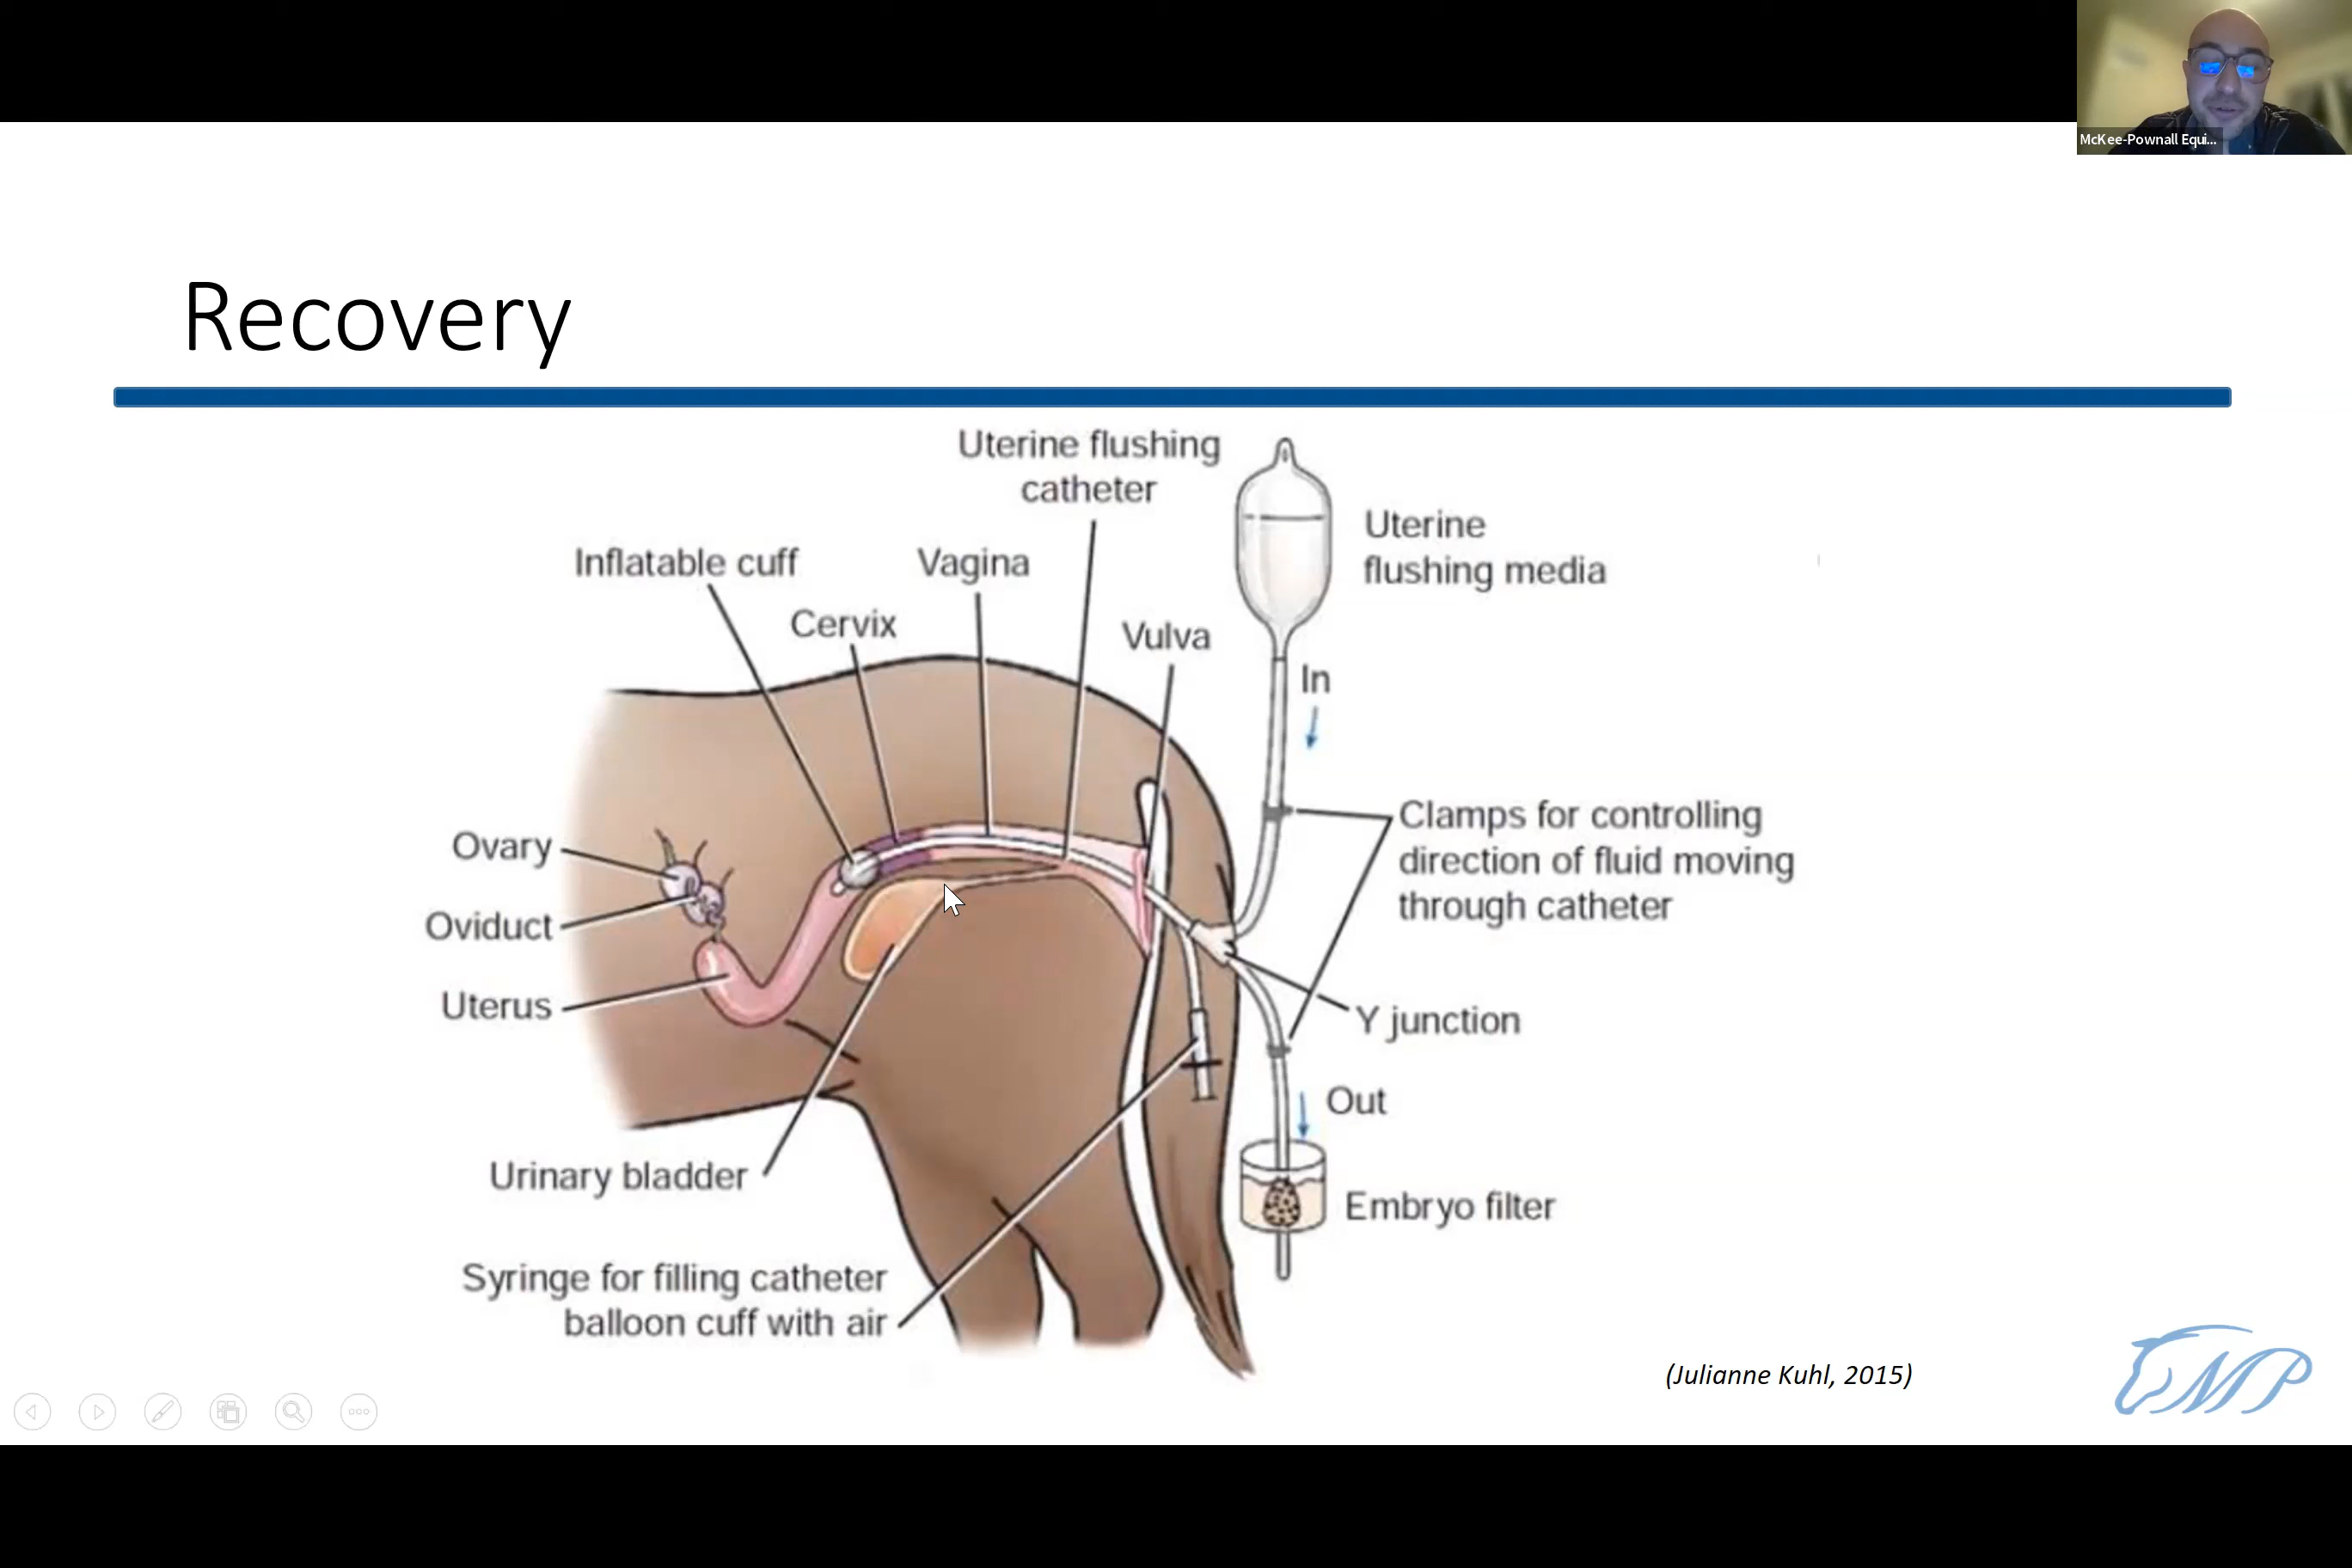 McKee-Pownall Equi...
Recovery
Uterine flushing
catheter
Uterine
flushing media
Inflatable cuff
Vagina
Cervix
Vulva
In
Clamps for controlling
direction of fluid moving
through catheter
Ovary
Oviduct
Uterus
Y junction
Out
Urinary bladder
Embryo filter
Syringe for filling catheter
balloon cuff with air
(Julianne Kuhl, 2015)
MP